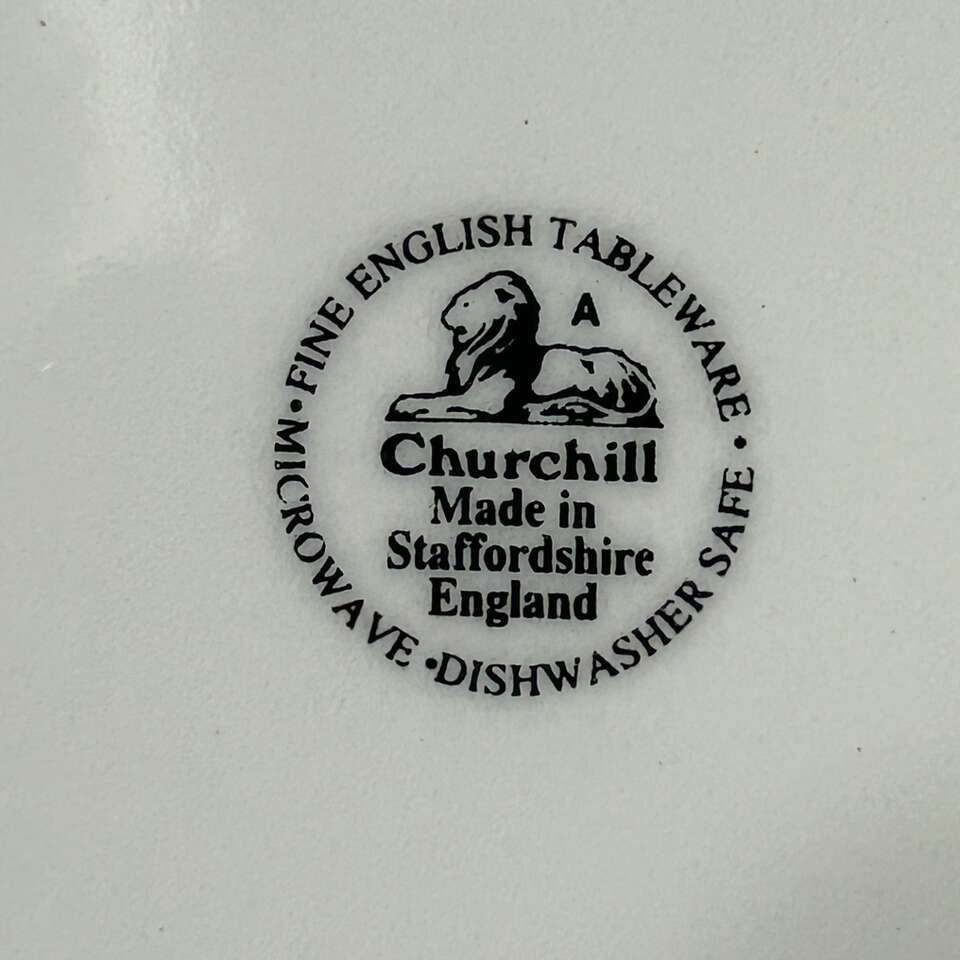 • FINE ENGLISH TABLEWARE •
A
Churchill
Made in
Staffordshire
England
MICROWAVE • DISHWASHER SAFE